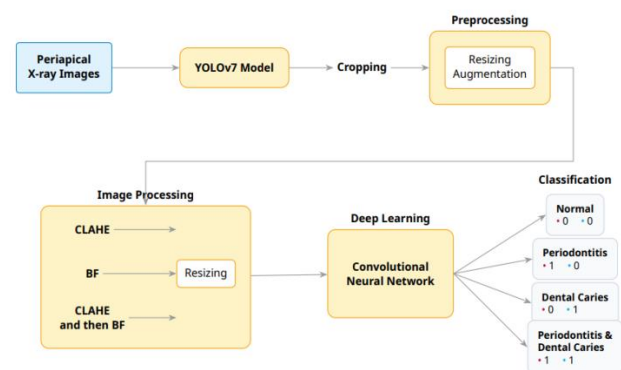 Preprocessing
Periapical
X-ray Images
YOLOv7 Model
Cropping
Resizing
Augmentation
Image Processing
CLAHE
BF
Resizing
CLAHE
and then BF
Deep Learning
Convolutional
Neural Network
Classification
Normal
• 0 • 0
Periodontitis
• 1 • 0
Dental Caries
• 0 • 1
Periodontitis &
Dental Caries
• 1 • 1